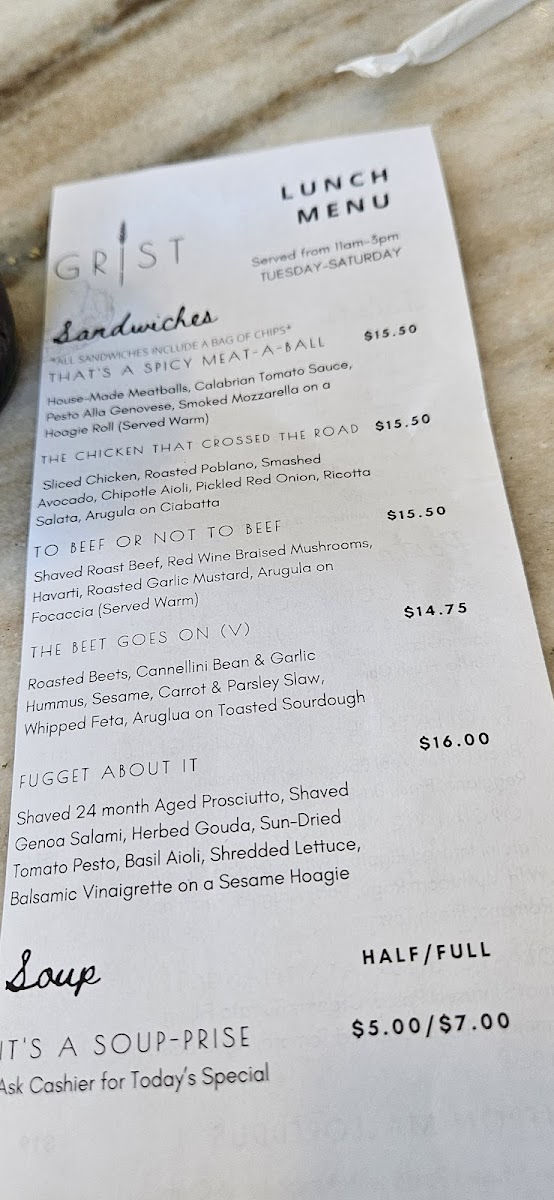 GRIST
LUNCH
MENU
Served from 11am-3pm
TUESDAY-SATURDAY
Sandwiches
*ALL SANDWICHES INCLUDE A BAG OF CHIPS*
THAT'S A SPICY MEAT-A-BALL $15.50
House-Made Meatballs, Calabrian Tomato Sauce,
Pesto Alla Genovese, Smoked Mozzarella on a
Hoagie Roll (Served Warm)
THE CHICKEN THAT CROSSED THE ROAD $15.50
Sliced Chicken, Roasted Poblano, Smashed
Avocado, Chipotle Aioli, Pickled Red Onion, Ricotta
Salata, Arugula on Ciabatta
TO BEEF OR NOT TO BEEF $15.50
Shaved Roast Beef, Red Wine Braised Mushrooms,
Havarti, Roasted Garlic Mustard, Arugula on
Focaccia (Served Warm)
THE BEET GOES ON (V) $14.75
Roasted Beets, Cannellini Bean & Garlic
Hummus, Sesame, Carrot & Parsley Slaw,
Whipped Feta, Aruglua on Toasted Sourdough
FUGGET ABOUT IT $16.00
Shaved 24 month Aged Prosciutto, Shaved
Genoa Salami, Herbed Gouda, Sun-Dried
Tomato Pesto, Basil Aioli, Shredded Lettuce,
Balsamic Vinaigrette on a Sesame Hoagie
Soup HALF/FULL
IT'S A SOUP-PRISE $5.00/$7.00
Ask Cashier for Today's Special